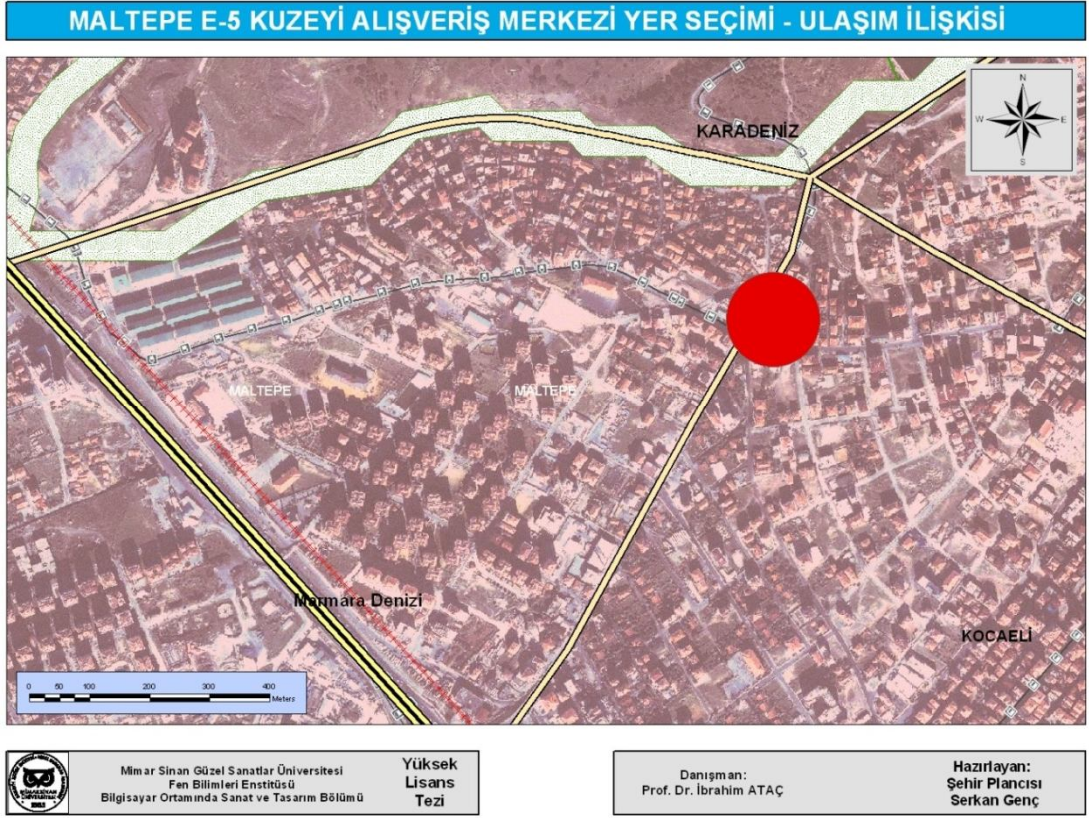 MALTEPE E-5 KUZEYİ ALIŞVERİŞ MERKEZİ YER SEÇİMİ - ULAŞIM İLİŞKİSİ
N
W E
S
KARADENİZ
MALTEPE
MALTEPE
Marmara Denizi
KOCAELİ
0 50 100 200 300 400
Meters
Mimar Sinan Güzel Sanatlar Üniversitesi
Fen Bilimleri Enstitüsü
Bilgisayar Ortamında Sanat ve Tasarım Bölümü
Yüksek
Lisans
Tezi
Danışman:
Prof. Dr. İbrahim ATAÇ
Hazırlayan:
Şehir Plancısı
Serkan Genç